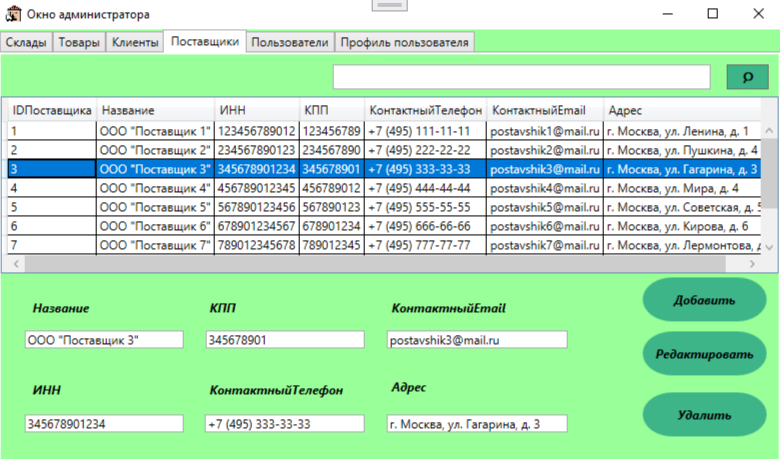 Окно администратора
Склады Товары Клиенты Поставщики Пользователи Профиль пользователя
IDПоставщика Название ИНН КПП КонтактныйТелефон КонтактныйEmail Адрес
1 ООО "Поставщик 1" 123456789012 123456789 +7 (495) 111-11-11 postavshik1@mail.ru г. Москва, ул. Ленина, д. 1
2 ООО "Поставщик 2" 234567890123 234567890 +7 (495) 222-22-22 postavshik2@mail.ru г. Москва, ул. Пушкина, д. 4
3 ООО "Поставщик 3" 345678901234 345678901 +7 (495) 333-33-33 postavshik3@mail.ru г. Москва, ул. Гагарина, д. 3
4 ООО "Поставщик 4" 456789012345 456789012 +7 (495) 444-44-44 postavshik4@mail.ru г. Москва, ул. Мира, д. 4
5 ООО "Поставщик 5" 567890123456 567890123 +7 (495) 555-55-55 postavshik5@mail.ru г. Москва, ул. Советская, д. 5
6 ООО "Поставщик 6" 678901234567 678901234 +7 (495) 666-66-66 postavshik6@mail.ru г. Москва, ул. Кирова, д. 6
7 ООО "Поставщик 7" 789012345678 789012345 +7 (495) 777-77-77 postavshik7@mail.ru г. Москва, ул. Лермонтова,
Название КПП КонтактныйEmail Добавить
ООО "Поставщик 3" 345678901 postavshik3@mail.ru Редактировать
ИНН КонтактныйТелефон Адрес
345678901234 +7 (495) 333-33-33 г. Москва, ул. Гагарина, д. 3 Удалить